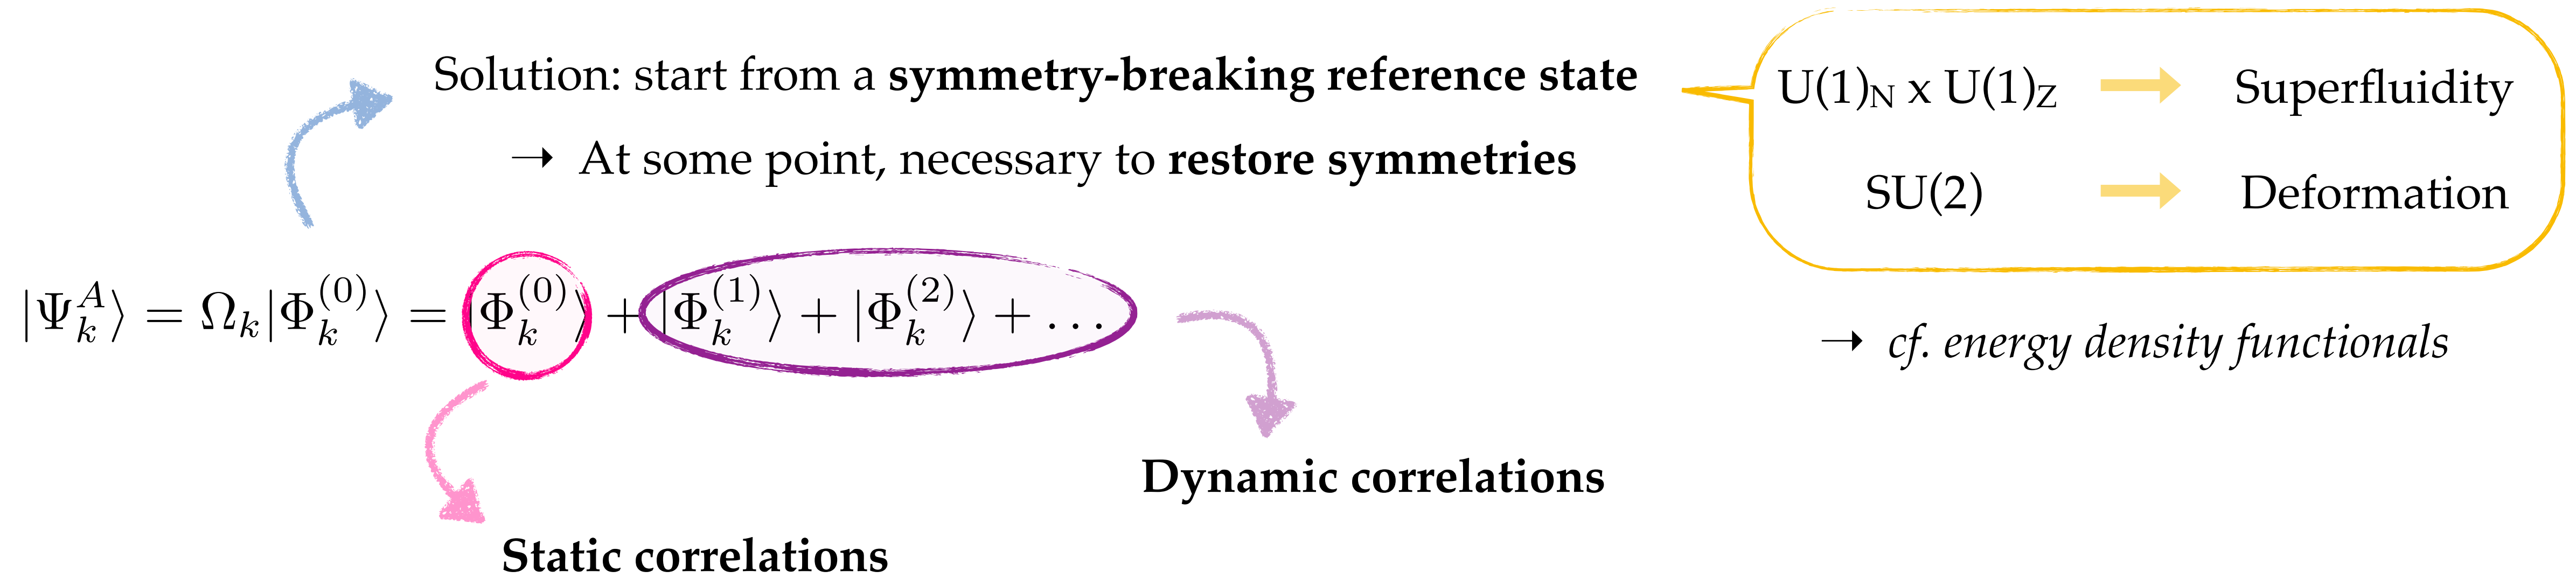 Solution: start from a symmetry-breaking reference state
→ At some point, necessary to restore symmetries
U(1)_N x U(1)_Z → Superfluidity
SU(2) → Deformation
|Ψ_k^A⟩ = Ω_k|Φ_k^{(0)}⟩ = |Φ_k^{(0)}⟩ + |Φ_k^{(1)}⟩ + |Φ_k^{(2)}⟩ + …
→ cf. energy density functionals
Dynamic correlations
Static correlations